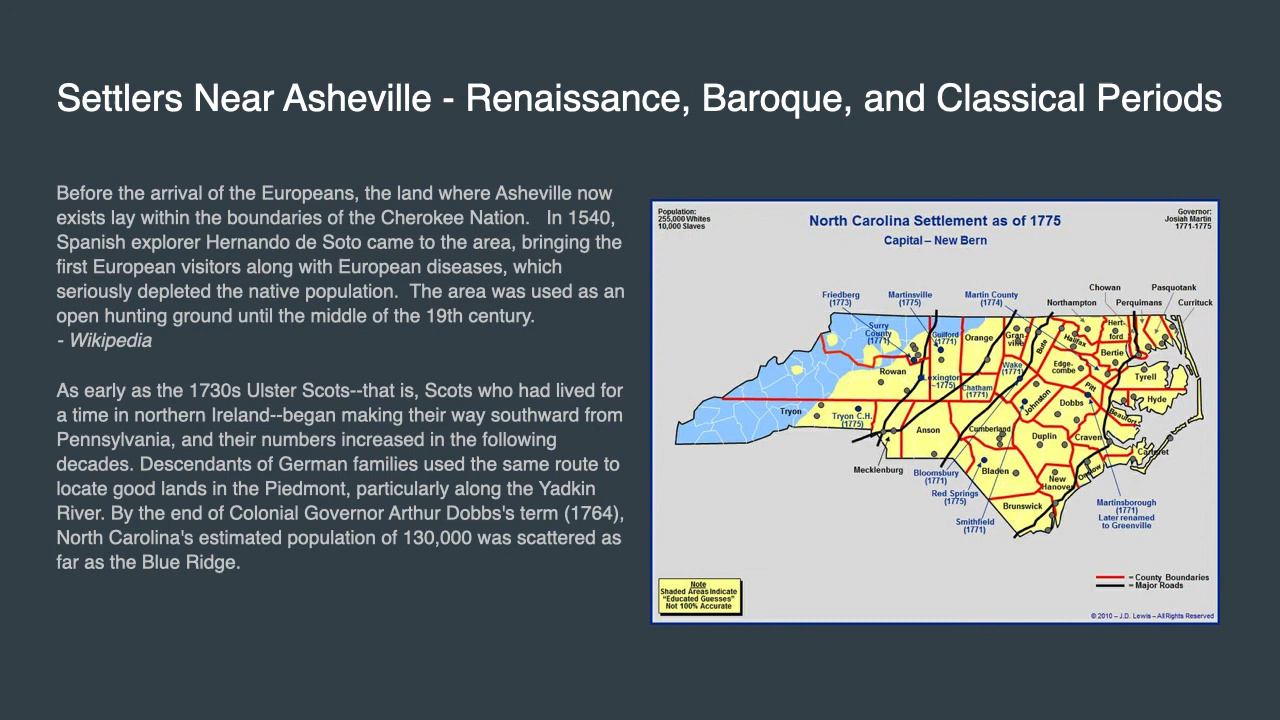 Settlers Near Asheville - Renaissance, Baroque, and Classical Periods
Before the arrival of the Europeans, the land where Asheville now
exists lay within the boundaries of the Cherokee Nation.   In 1540,
Spanish explorer Hernando de Soto came to the area, bringing the
first European visitors along with European diseases, which
seriously depleted the native population.  The area was used as an
open hunting ground until the middle of the 19th century.
- Wikipedia
As early as the 1730s Ulster Scots--that is, Scots who had lived for
a time in northern Ireland--began making their way southward from
Pennsylvania, and their numbers increased in the following
decades. Descendants of German families used the same route to
locate good lands in the Piedmont, particularly along the Yadkin
River. By the end of Colonial Governor Arthur Dobbs's term (1764),
North Carolina's estimated population of 130,000 was scattered as
far as the Blue Ridge.
Population:
255,000 Whites
10,000 Slaves
North Carolina Settlement as of 1775
Capital – New Bern
Governor:
Josiah Martin
1771-1775
Friedberg
(1773)
Martinsville
(1775)
Martin County
(1774)
Chowan
Pasquotank
Northampton
Perquimans
Currituck
Surry
County
(1771)
Guilford
(1771)
Orange
Gran-
ville
Bute
Halifax
Hert-
ford
Bertie
Rowan
Lexington
~1775)
Chatham
(1771)
Wake
(1771)
Edge-
combe
Tyrell
Pitt
Hyde
Tryon
Tryon C.H.
(1775)
Anson
Cumberland
Johnston
Dobbs
Beaufort
Duplin
Craven
Carteret
Mecklenburg
Bloomsbury
(1771)
Bladen
New
Hanover
Onslow
Red Springs
(1775)
Brunswick
Smithfield
(1771)
Martinsborough
(1771)
Later renamed
to Greenville
Note
Shaded Areas Indicate
"Educated Guesses"
Not 100% Accurate
= County Boundaries
= Major Roads
© 2010 – J.D. Lewis – All Rights Reserved